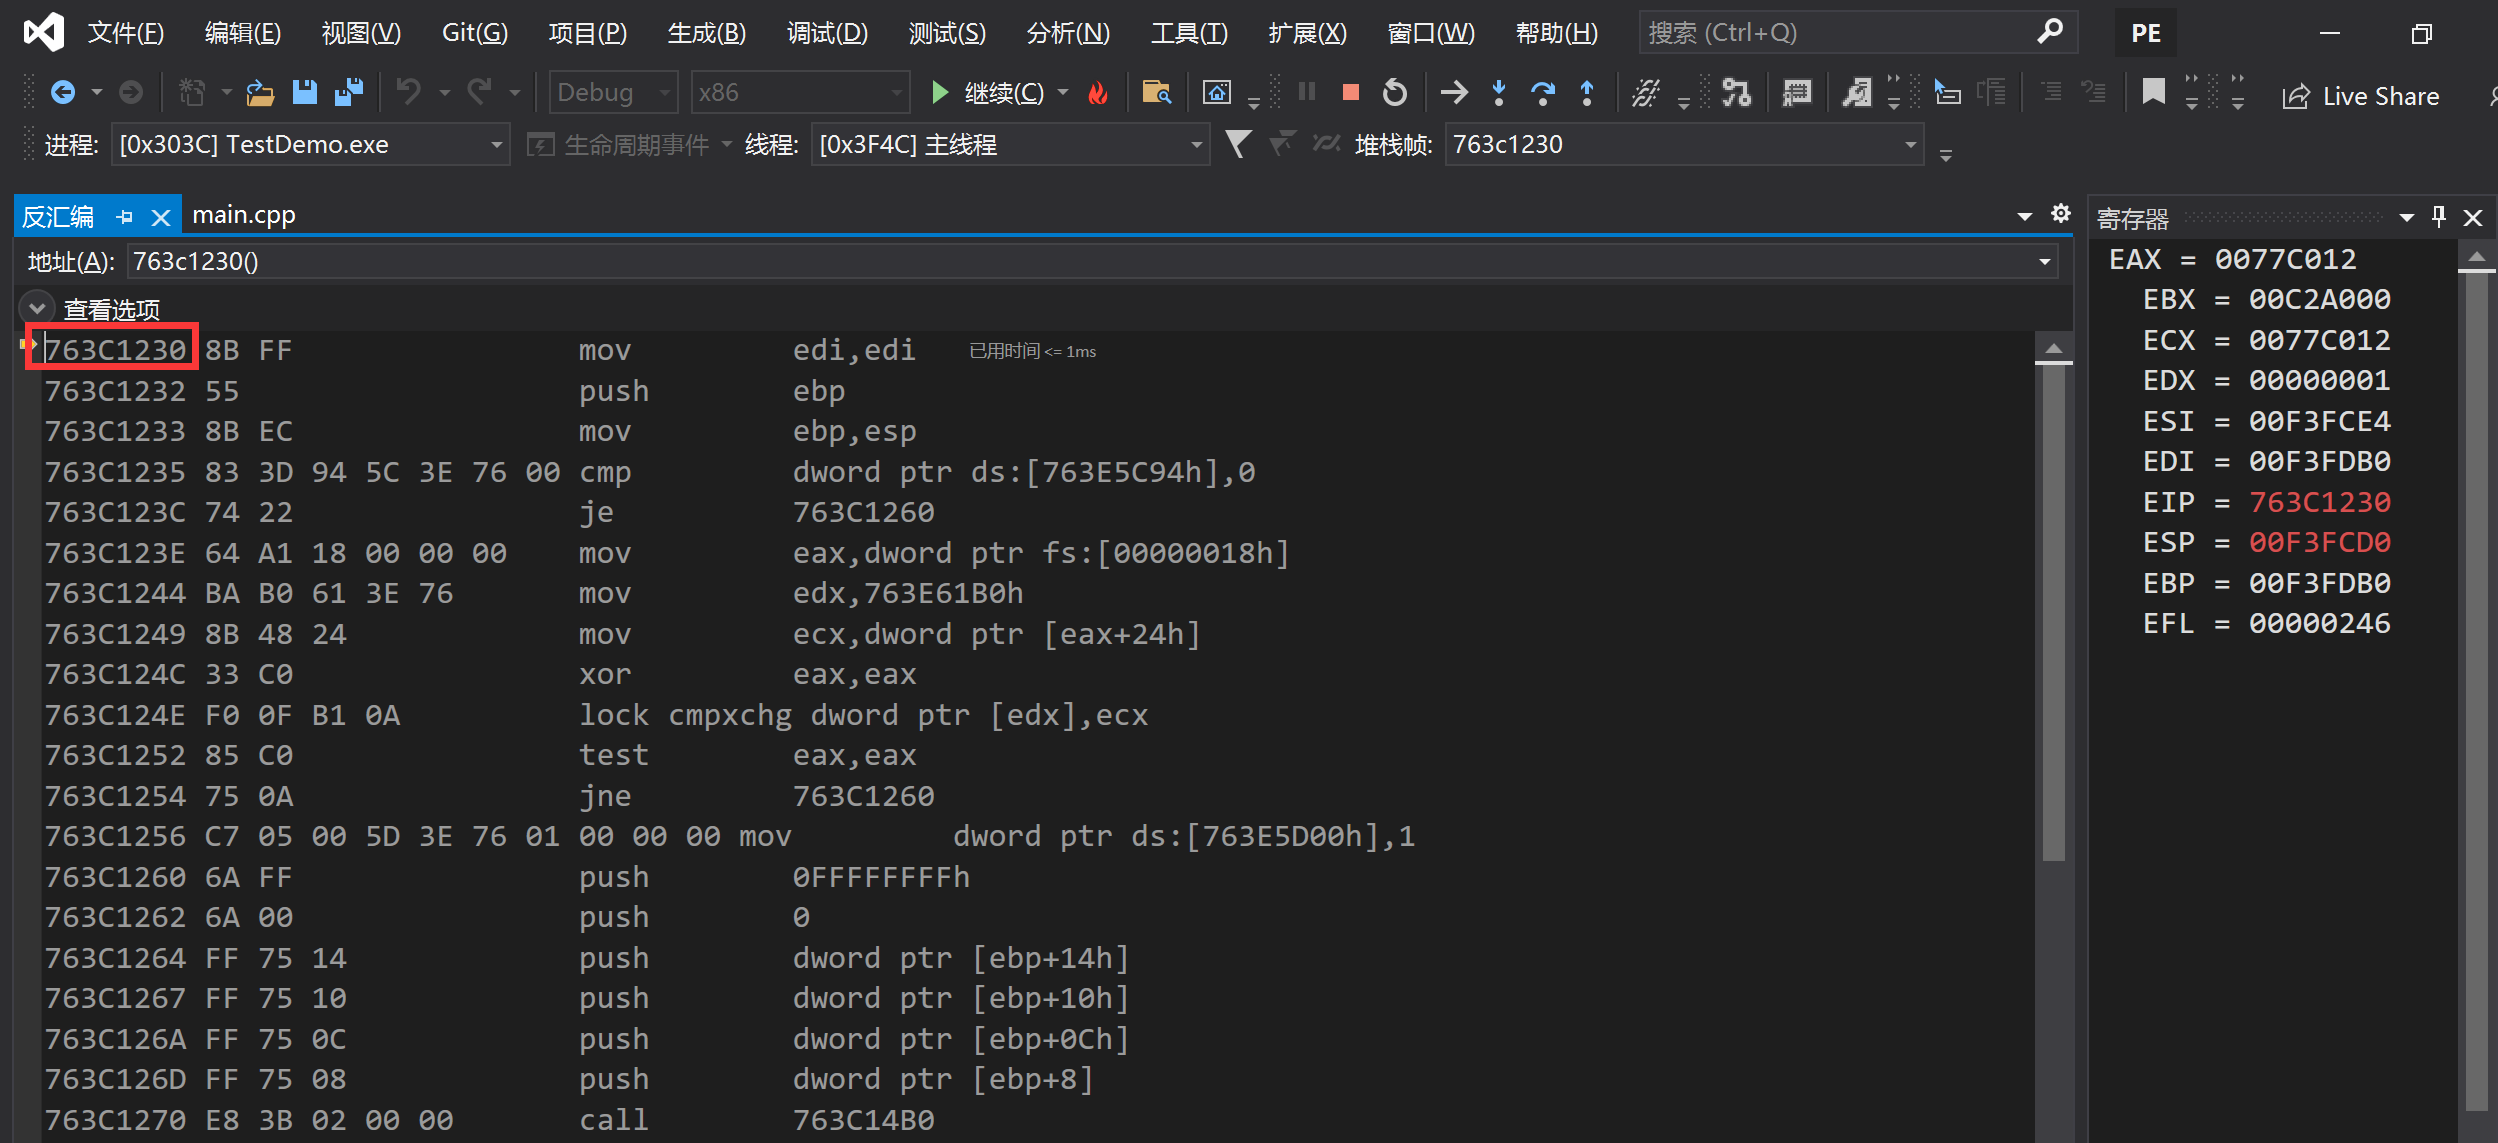 文件(F) 编辑(E) 视图(V) Git(G) 项目(P) 生成(B) 调试(D) 测试(S) 分析(N) 工具(T) 扩展(X) 窗口(W) 帮助(H) 搜索 (Ctrl+Q) PE
Debug x86 继续(C) Live Share
进程: [0x303C] TestDemo.exe 生命周期事件 线程: [0x3F4C] 主线程 堆栈帧: 763c1230
反汇编 main.cpp
地址(A): 763c1230()
查看选项
763C1230 8B FF mov edi,edi 已用时间 <= 1ms
763C1232 55 push ebp
763C1233 8B EC mov ebp,esp
763C1235 83 3D 94 5C 3E 76 00 cmp dword ptr ds:[763E5C94h],0
763C123C 74 22 je 763C1260
763C123E 64 A1 18 00 00 00 mov eax,dword ptr fs:[00000018h]
763C1244 BA B0 61 3E 76 mov edx,763E61B0h
763C1249 8B 48 24 mov ecx,dword ptr [eax+24h]
763C124C 33 C0 xor eax,eax
763C124E F0 0F B1 0A lock cmpxchg dword ptr [edx],ecx
763C1252 85 C0 test eax,eax
763C1254 75 0A jne 763C1260
763C1256 C7 05 00 5D 3E 76 01 00 00 00 mov dword ptr ds:[763E5D00h],1
763C1260 6A FF push 0FFFFFFFFh
763C1262 6A 00 push 0
763C1264 FF 75 14 push dword ptr [ebp+14h]
763C1267 FF 75 10 push dword ptr [ebp+10h]
763C126A FF 75 0C push dword ptr [ebp+0Ch]
763C126D FF 75 08 push dword ptr [ebp+8]
763C1270 E8 3B 02 00 00 call 763C14B0
寄存器
EAX = 0077C012
EBX = 00C2A000
ECX = 0077C012
EDX = 00000001
ESI = 00F3FCE4
EDI = 00F3FDB0
EIP = 763C1230
ESP = 00F3FCD0
EBP = 00F3FDB0
EFL = 00000246